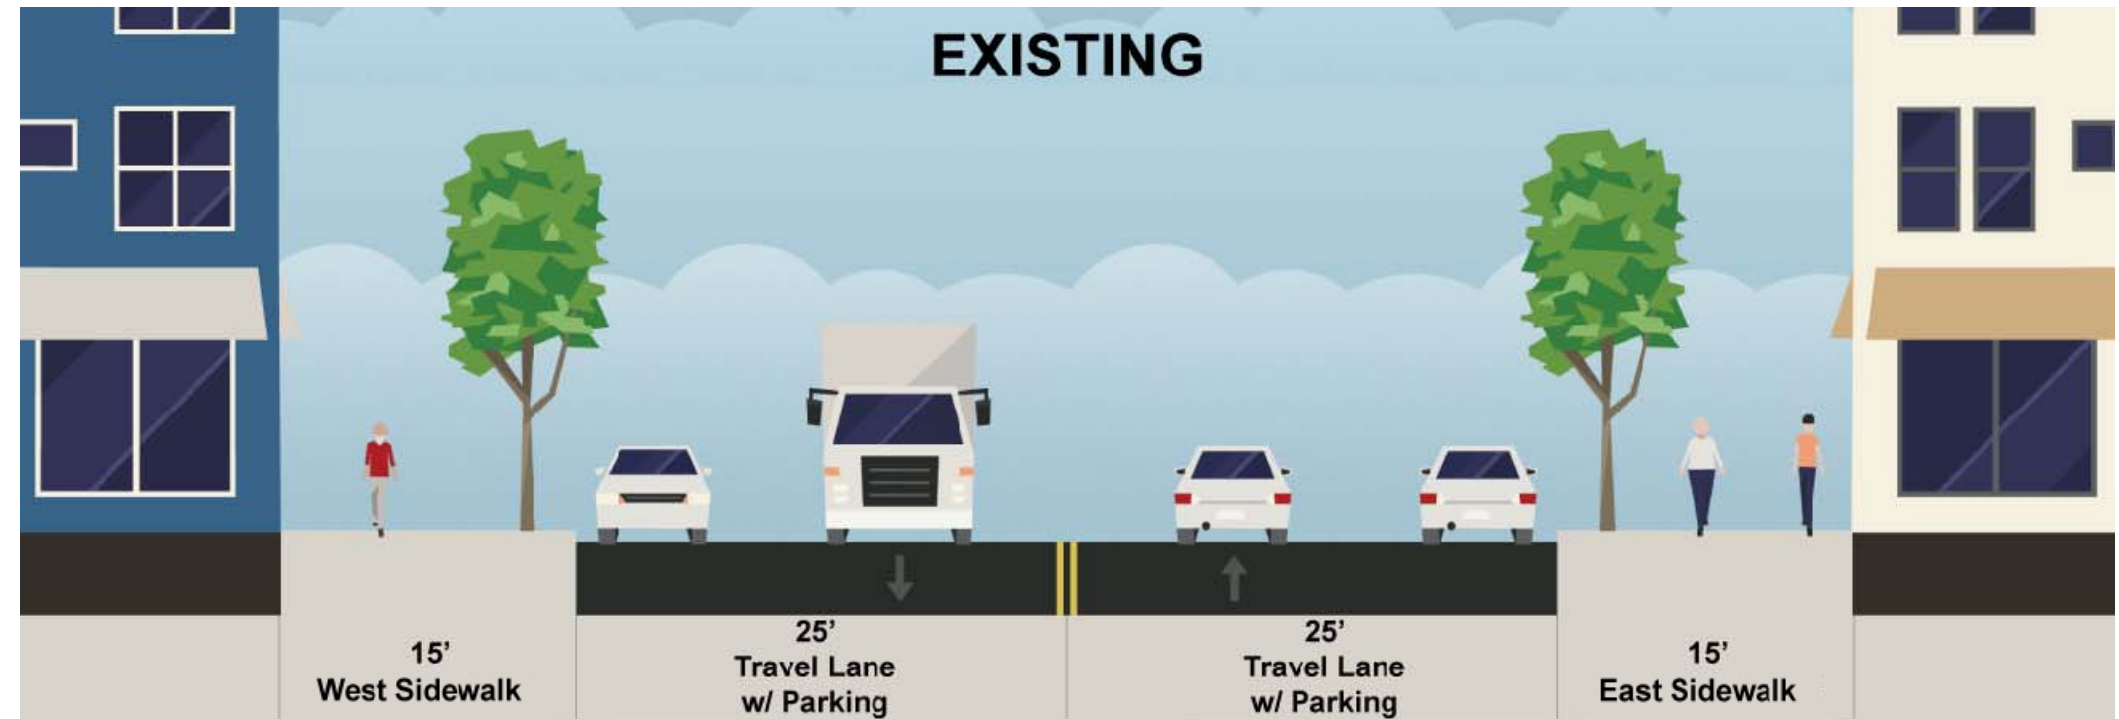 EXISTING
15’
West Sidewalk
25’
Travel Lane
w/ Parking
25’
Travel Lane
w/ Parking
15’
East Sidewalk